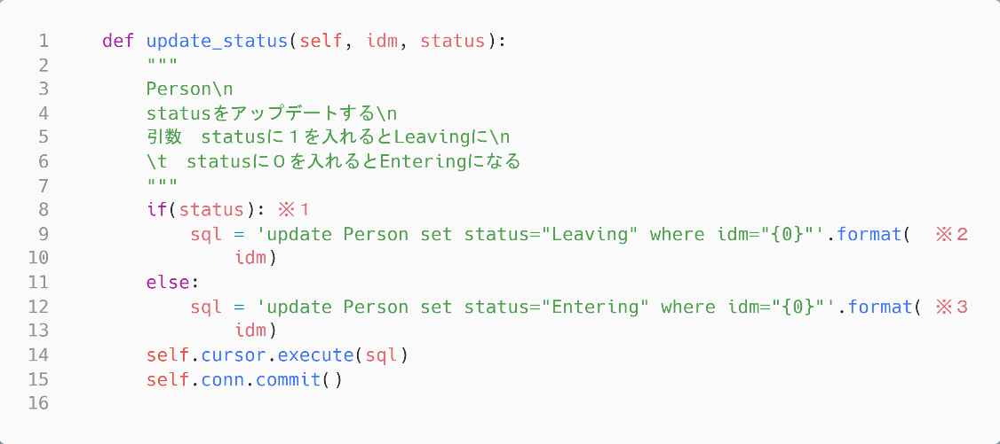 1 def update_status(self, idm, status):
2 """
3 Person\n
4 statusをアップデートする\n
5 引数　statusに１を入れるとLeavingに\n
6 \t　statusに０を入れるとEnteringになる
7 """
8 if(status): ※１
9 sql = 'update Person set status="Leaving" where idm="{0}"'.format( ※２
10 idm)
11 else:
12 sql = 'update Person set status="Entering" where idm="{0}"'.format( ※３
13 idm)
14 self.cursor.execute(sql)
15 self.conn.commit()
16